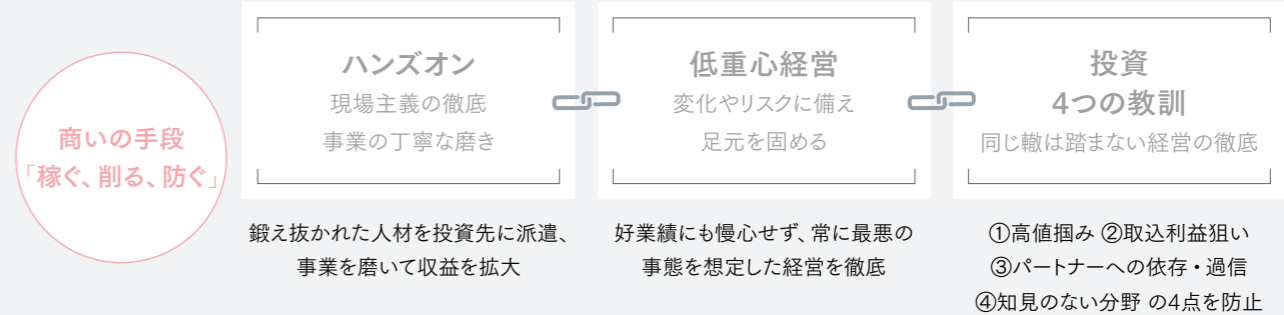 商いの手段
「稼ぐ、削る、防ぐ」
ハンズオン
現場主義の徹底
事業の丁寧な磨き
鍛え抜かれた人材を投資先に派遣、
事業を磨いて収益を拡大
低重心経営
変化やリスクに備え
足元を固める
好業績にも慢心せず、常に最悪の
事態を想定した経営を徹底
投資
4つの教訓
同じ轍は踏まない経営の徹底
①高値掴み ②取込利益狙い
③パートナーへの依存・過信
④知見のない分野 の4点を防止